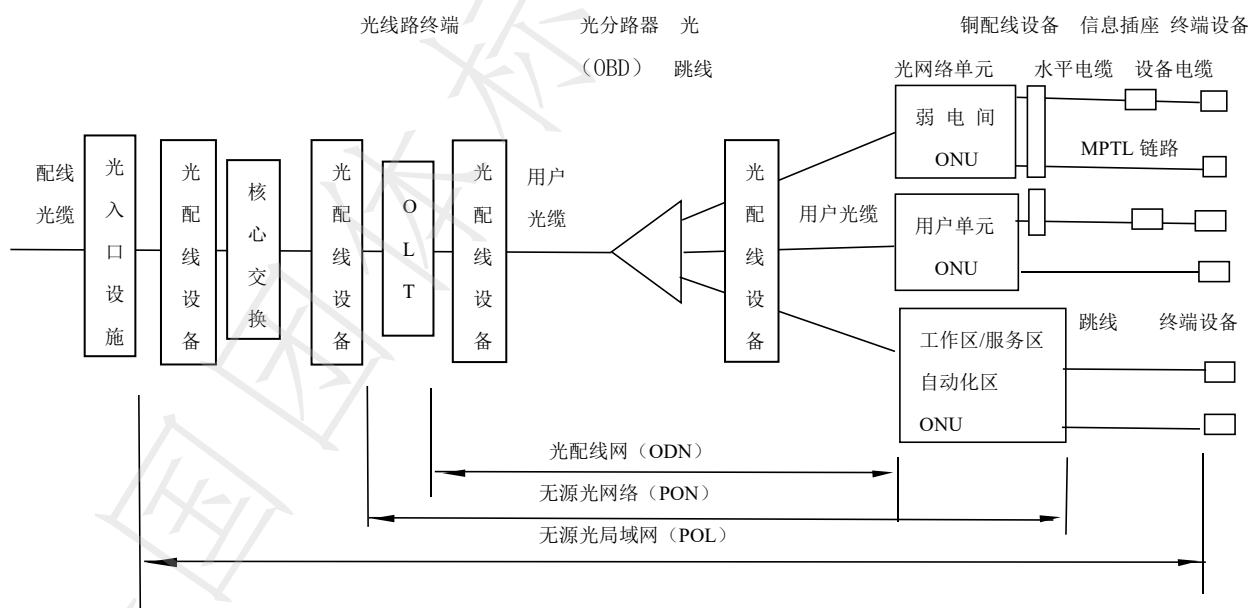 光线路终端
光分路器 光
（OBD） 跳线
铜配线设备 信息插座 终端设备
光网络单元 水平电缆 设备电缆
配线
光缆
光入口设施
光配线设备
核心交换
光配线设备
OLT
光配线设备
用户
光缆
光配线设备
用户光缆
弱 电 间
ONU
MPTL 链路
用户单元
ONU
工作区/服务区
自动化区
ONU
跳线 终端设备
光配线网（ODN）
无源光网络（PON）
无源光局域网（POL）
国团体标